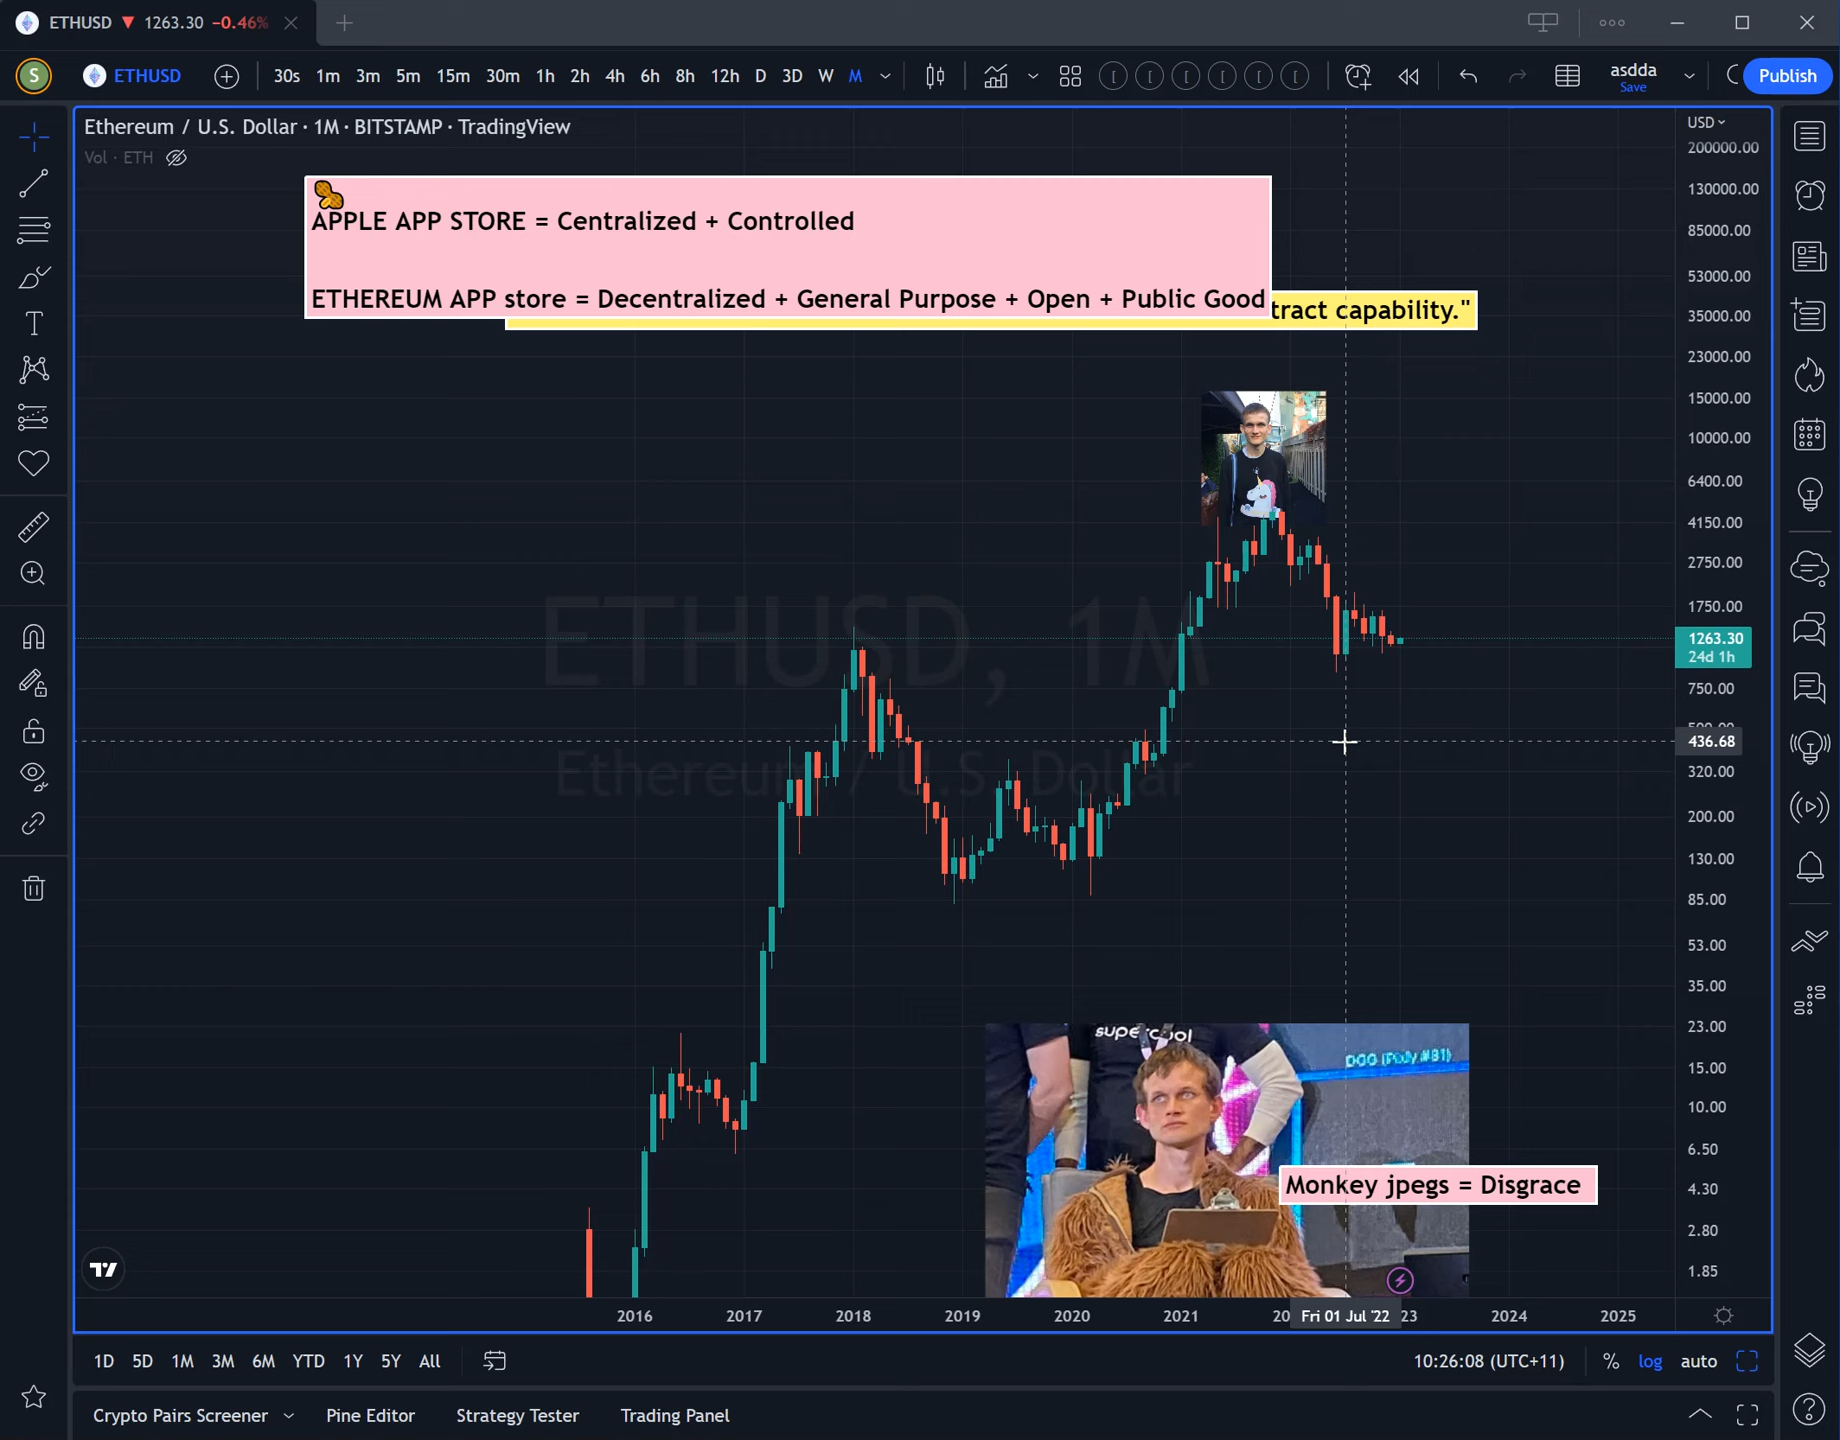 ETHUSD 1263.30 −0.46%
S ETHUSD 30s 1m 3m 5m 15m 30m 1h 2h 4h 6h 8h 12h D 3D W M asdda Save Publish
Ethereum / U.S. Dollar · 1M · BITSTAMP · TradingView
Vol · ETH
USD
200000.00
130000.00
APPLE APP STORE = Centralized + Controlled
85000.00
53000.00
ETHEREUM APP store = Decentralized + General Purpose + Open + Public Good
tract capability."
35000.00
23000.00
15000.00
10000.00
6400.00
4150.00
2750.00
1750.00
ETHUSD, 1M
1263.30
24d 1h
750.00
436.68
Ethereum / U.S. Dollar
320.00
200.00
130.00
85.00
53.00
35.00
23.00
supercool
15.00
10.00
6.50
Monkey jpegs = Disgrace
4.30
2.80
1.85
2016 2017 2018 2019 2020 2021 20 Fri 01 Jul '22 23 2024 2025
1D 5D 1M 3M 6M YTD 1Y 5Y All 10:26:08 (UTC+11) % log auto
Crypto Pairs Screener Pine Editor Strategy Tester Trading Panel